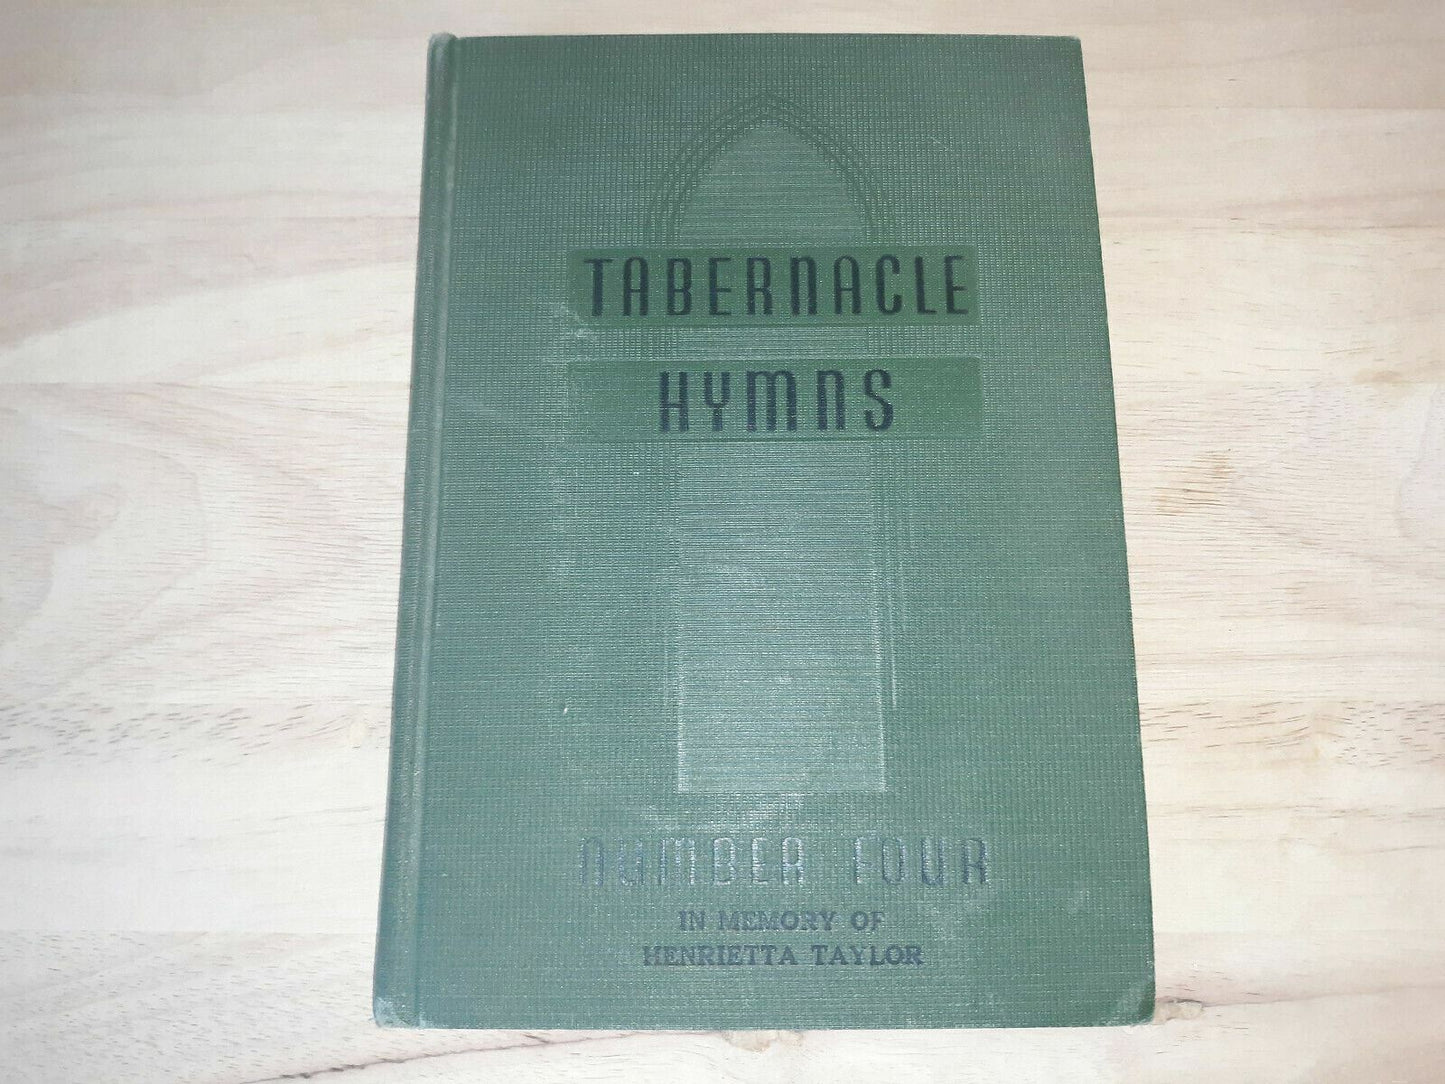 TABERNACLE
HYMNS
NUMBER FOUR
IN MEMORY OF
HENRIETTA TAYLOR